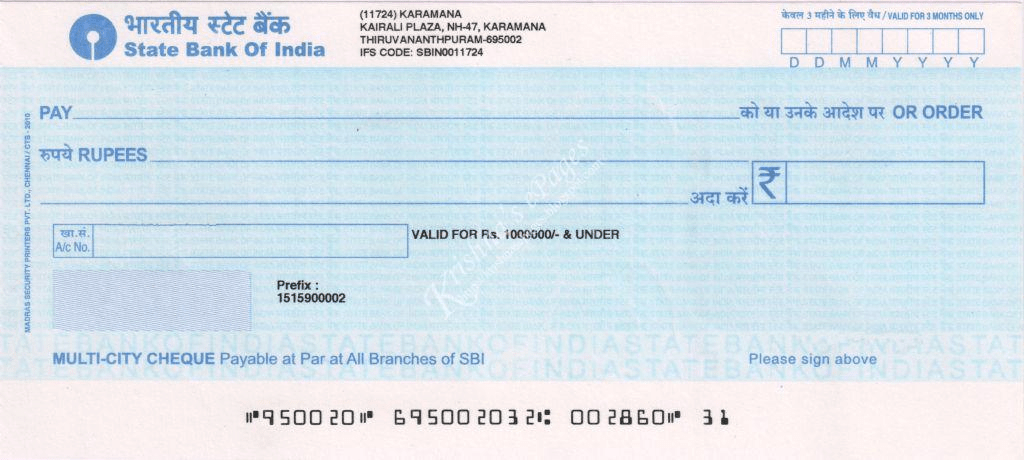 भारतीय स्टेट बैंक
State Bank Of India
(11724) KARAMANA
KAIRALI PLAZA, NH-47, KARAMANA
THIRUVANANTHPURAM-695002
IFS CODE: SBIN0011724
केवल 3 महीने के लिए वैध / VALID FOR 3 MONTHS ONLY
D D M M Y Y Y Y
PAY को या उनके आदेश पर OR ORDER
रुपये RUPEES
अदा करें ₹
खा.सं.
A/c No.
VALID FOR Rs. 1000000/- & UNDER
Prefix :
1515900002
MADRAS SECURITY PRINTERS PVT. LTD., CHENNAI / CTS - 2010
Krishna's ePages
STATEBANKOFINDIASTATEBANKOFINDIASTATEBANKOFINDIASTAT
MULTI-CITY CHEQUE Payable at Par at All Branches of SBI
Please sign above
⑈950020⑈ 695002032⑆ 002860⑈ 31